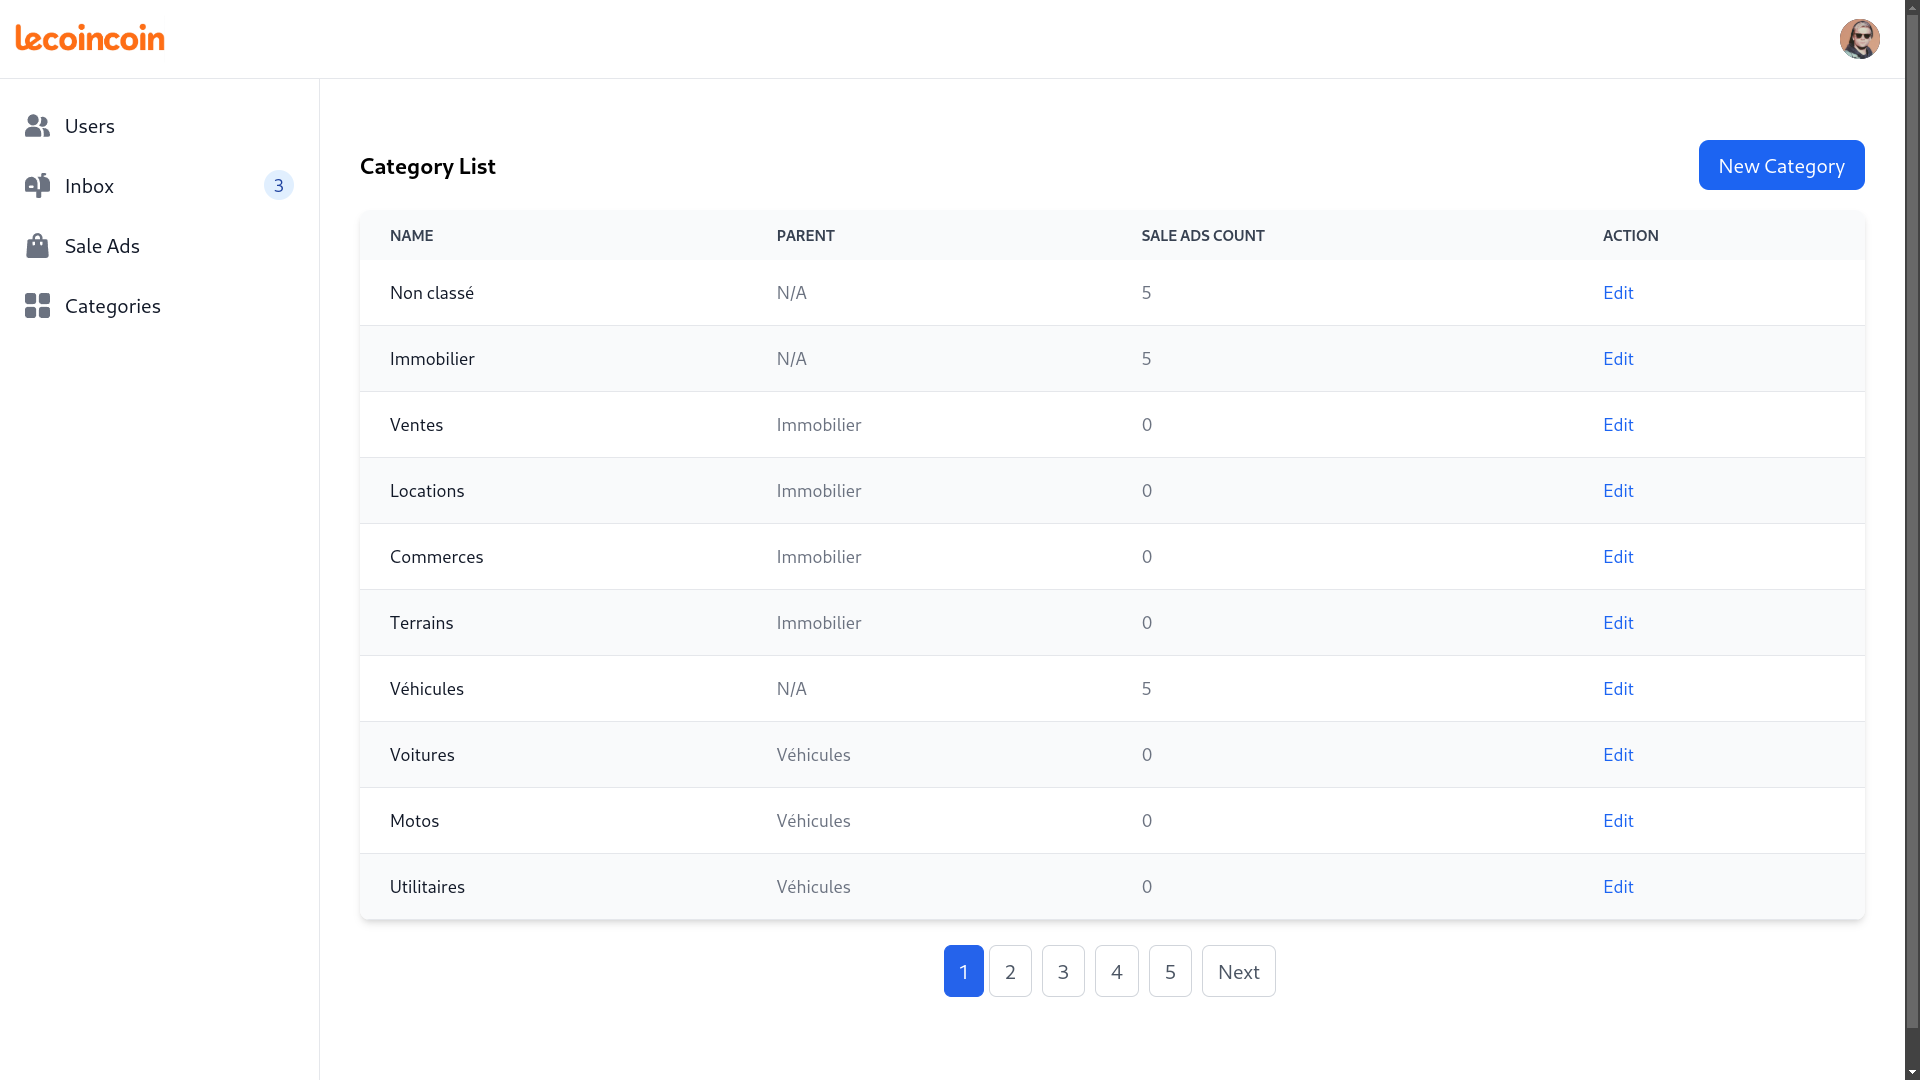 lecoincoin
Users
Inbox 3
Sale Ads
Categories
Category List New Category
NAME PARENT SALE ADS COUNT ACTION
Non classé N/A 5 Edit
Immobilier N/A 5 Edit
Ventes Immobilier 0 Edit
Locations Immobilier 0 Edit
Commerces Immobilier 0 Edit
Terrains Immobilier 0 Edit
Véhicules N/A 5 Edit
Voitures Véhicules 0 Edit
Motos Véhicules 0 Edit
Utilitaires Véhicules 0 Edit
1 2 3 4 5 Next